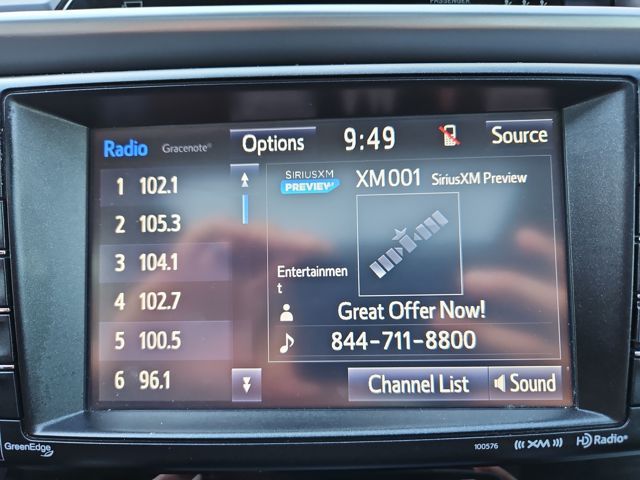 PASSENGER
Radio Gracenote® Options 9:49 Source
1 102.1
2 105.3
3 104.1
4 102.7
5 100.5
6 96.1
SIRIUSXM
PREVIEW
XM001 SiriusXM Preview
Entertainmen
t
Great Offer Now!
844-711-8800
Channel List Sound
GreenEdge
100576 (((XM))) HD Radio®